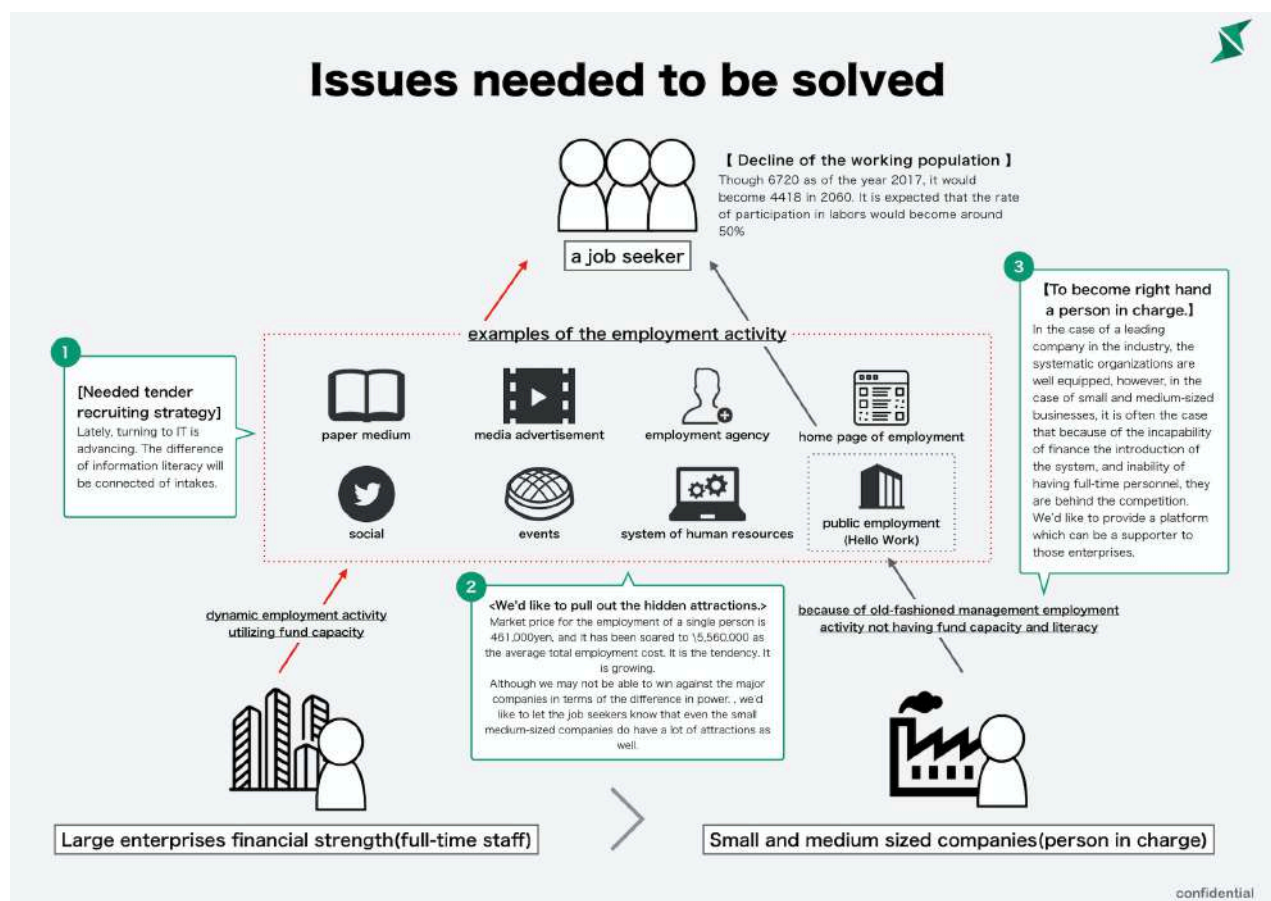 Issues needed to be solved
【 Decline of the working population 】
Though 6720 as of the year 2017, it would
become 4418 in 2060. It is expected that the rate
of participation in labors would become around
50%
a job seeker
examples of the employment activity
1
[Needed tender
recruiting strategy]
Lately, turning to IT is
advancing. The difference
of information literacy will
be connected of intakes.
paper medium
media advertisement
employment agency
home page of employment
social
events
system of human resources
public employment
(Hello Work)
3
【To become right hand
a person in charge.】
In the case of a leading
company in the industry, the
systematic organizations are
well equipped, however, in the
case of small and medium-sized
businesses, it is often the case
that because of the incapability
of finance the introduction of
the system, and inability of
having full-time personnel, they
are behind the competition.
We'd like to provide a platform
which can be a supporter to
those enterprises.
dynamic employment activity
utilizing fund capacity
2
<We'd like to pull out the hidden attractions.>
Market price for the employment of a single person is
461,000yen, and it has been soared to \5,560,000 as
the average total employment cost. It is the tendency. It
is growing.
Although we may not be able to win against the major
companies in terms of the difference in power. , we'd
like to let the job seekers know that even the small
medium-sized companies do have a lot of attractions as
well.
because of old-fashioned management employment
activity not having fund capacity and literacy
Large enterprises financial strength(full-time staff)
Small and medium sized companies(person in charge)
confidential